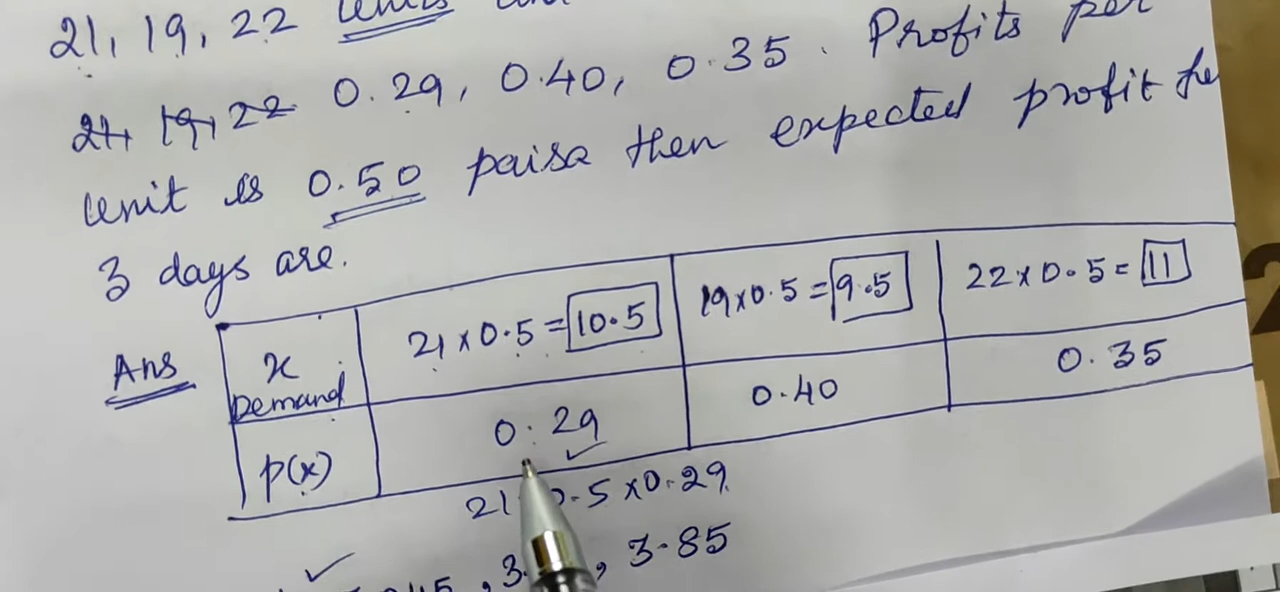 21, 19, 22 units
21, 19, 22 0.29, 0.40, 0.35. Profits per
Unit is 0.50 paisa then expected profit
3 days are.
Ans
x Demand 21 x 0.5 = 10.5 19 x 0.5 = 9.5 22 x 0.5 = 11
p(x) 0.29 0.40 0.35
21 0.5 x 0.29
3.85